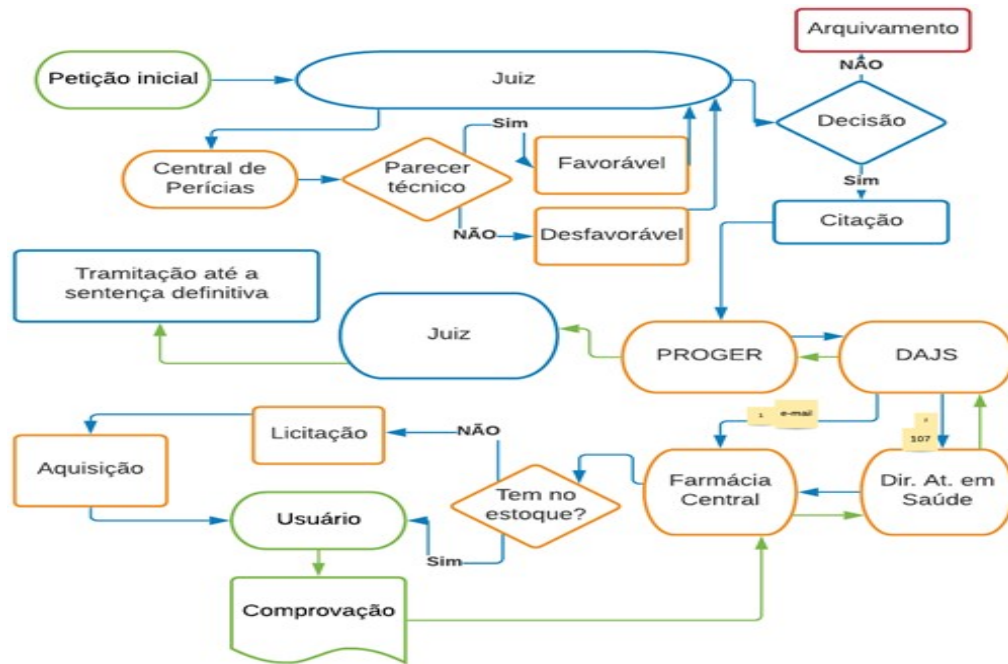 Arquivamento
NÃO
Petição inicial
Juiz
Decisão
Sim
Central de
Perícias
Parecer
técnico
Sim
Favorável
NÃO
Desfavorável
Citação
Tramitação até a
sentença definitiva
Juiz
PROGER
DAJS
1
e-mail
107
Licitação
NÃO
Aquisição
Tem no
estoque?
Farmácia
Central
Dir. At. em
Saúde
Usuário
Sim
Comprovação